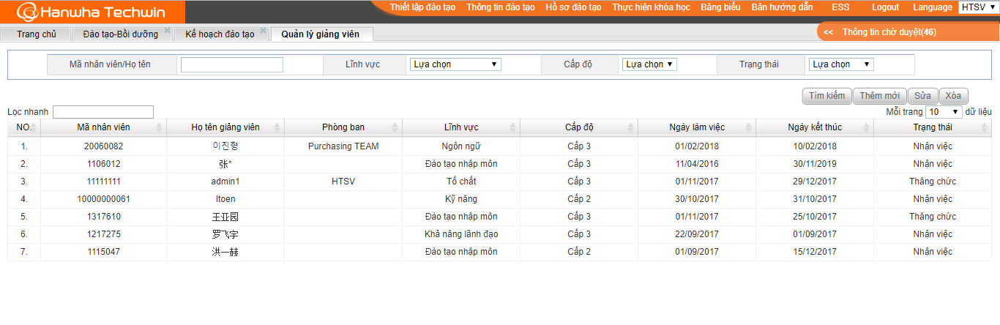 Hanwha Techwin
Thiết lập đào tạo Thông tin đào tạo Hồ sơ đào tạo Thực hiện khóa học Bảng biểu Bản hướng dẫn ESS Logout Language HTSV
Trang chủ Đào tạo-Bồi dưỡng Kế hoạch đào tạo Quản lý giảng viên << Thông tin chờ duyệt(46)
Mã nhân viên/Họ tên Lĩnh vực Lựa chọn Cấp độ Lựa chọn Trạng thái Lựa chọn
Tìm kiếm Thêm mới Sửa Xóa
Lọc nhanh Mỗi trang 10 dữ liệu
NO. Mã nhân viên Họ tên giảng viên Phòng ban Lĩnh vực Cấp độ Ngày làm việc Ngày kết thúc Trạng thái
1. 20060082 이진형 Purchasing TEAM Ngôn ngữ Cấp 3 01/02/2018 10/02/2018 Nhận việc
2. 1106012 张* Đào tạo nhập môn Cấp 3 11/04/2016 30/11/2019 Nhận việc
3. 11111111 admin1 HTSV Tố chất Cấp 3 01/11/2017 29/12/2017 Thăng chức
4. 10000000061 Itoen Kỹ năng Cấp 2 30/10/2017 31/10/2017 Nhận việc
5. 1317610 王亚园 Đào tạo nhập môn Cấp 3 01/11/2017 25/10/2017 Thăng chức
6. 1217275 罗飞宇 Khả năng lãnh đạo Cấp 3 22/09/2017 01/09/2017 Nhận việc
7. 1115047 洪一赫 Đào tạo nhập môn Cấp 2 01/09/2017 15/12/2017 Nhận việc